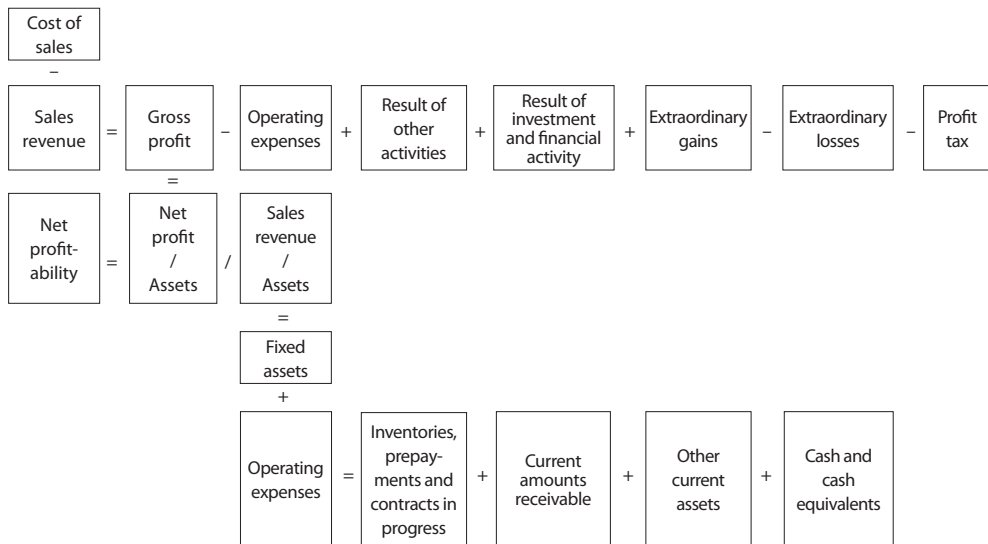 Cost of
sales
–
Sales
revenue
=
Gross
profit
–
Operating
expenses
+
Result of
other
activities
+
Result of
investment
and financial
activity
+
Extraordinary
gains
–
Extraordinary
losses
–
Profit
tax
=
Net
profit-
ability
=
Net
profit
/
Assets
/
Sales
revenue
/
Assets
=
Fixed
assets
+
Operating
expenses
=
Inventories,
prepay-
ments and
contracts in
progress
+
Current
amounts
receivable
+
Other
current
assets
+
Cash and
cash
equivalents